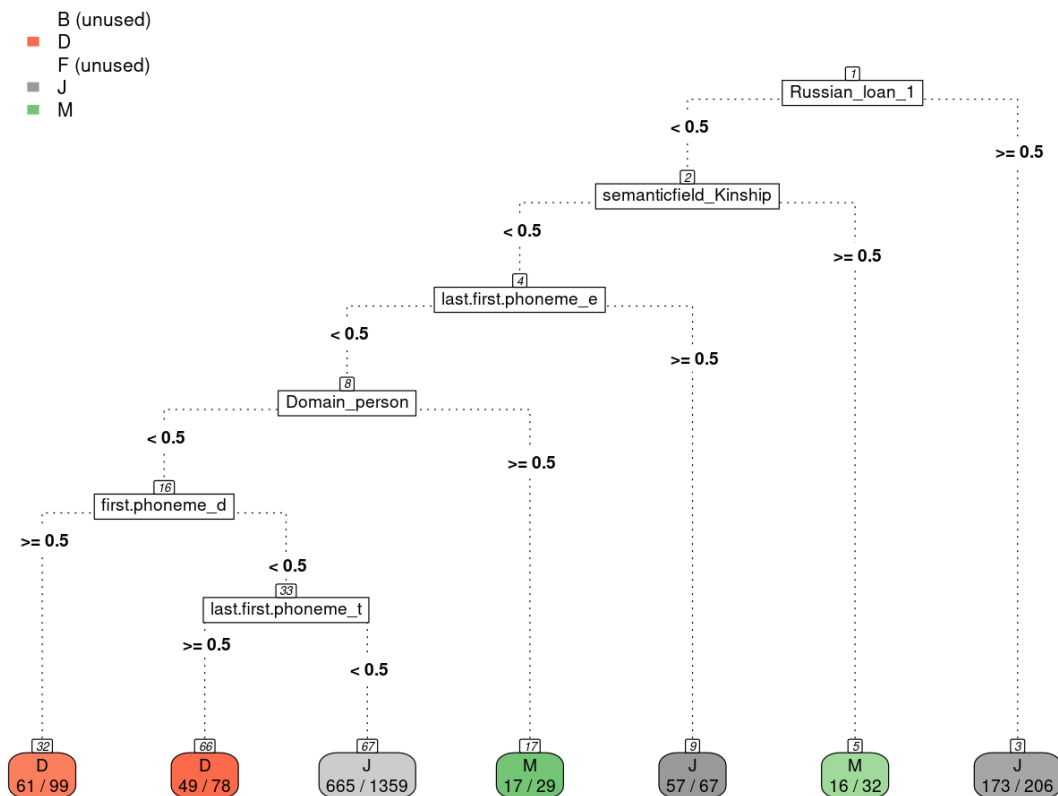 B (unused)
D
F (unused)
J
M
1
Russian_loan_1
< 0.5
>= 0.5
2
semanticfield_Kinship
< 0.5
>= 0.5
4
last.first.phoneme_e
< 0.5
>= 0.5
8
Domain_person
< 0.5
>= 0.5
16
first.phoneme_d
>= 0.5
< 0.5
33
last.first.phoneme_t
>= 0.5
< 0.5
32
D
61 / 99
66
D
49 / 78
67
J
665 / 1359
17
M
17 / 29
9
J
57 / 67
5
M
16 / 32
3
J
173 / 206